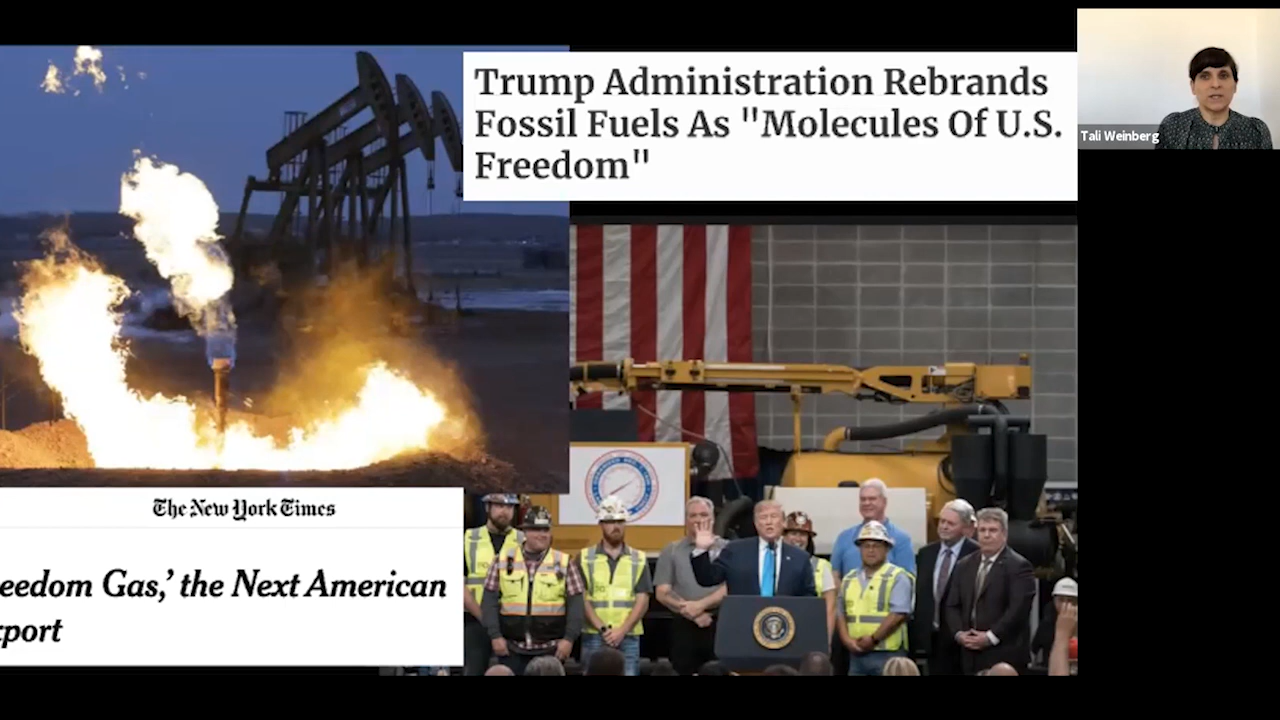 Trump Administration Rebrands
Fossil Fuels As "Molecules Of U.S.
Freedom"
Tali Weinberg
The New York Times
eedom Gas,’ the Next American
port